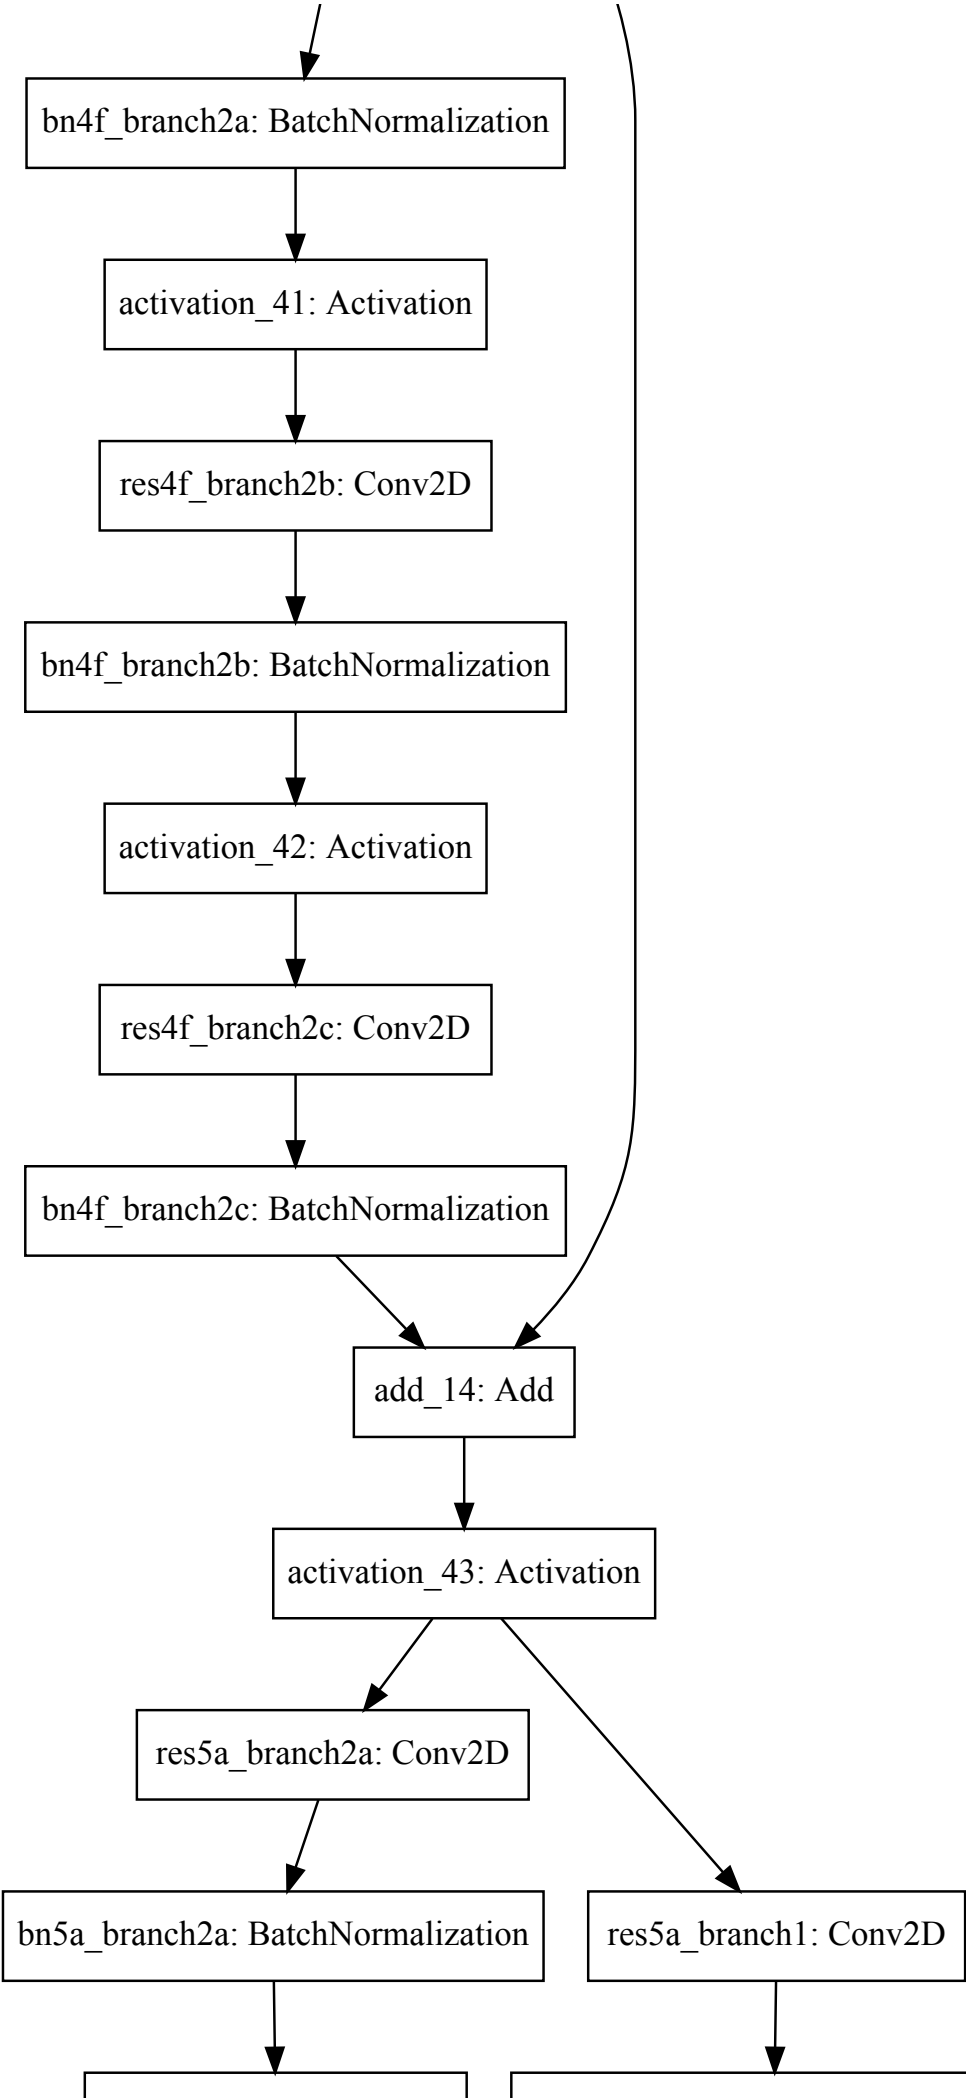 bn4f_branch2a: BatchNormalization
activation_41: Activation
res4f_branch2b: Conv2D
bn4f_branch2b: BatchNormalization
activation_42: Activation
res4f_branch2c: Conv2D
bn4f_branch2c: BatchNormalization
add_14: Add
activation_43: Activation
res5a_branch2a: Conv2D
bn5a_branch2a: BatchNormalization
res5a_branch1: Conv2D